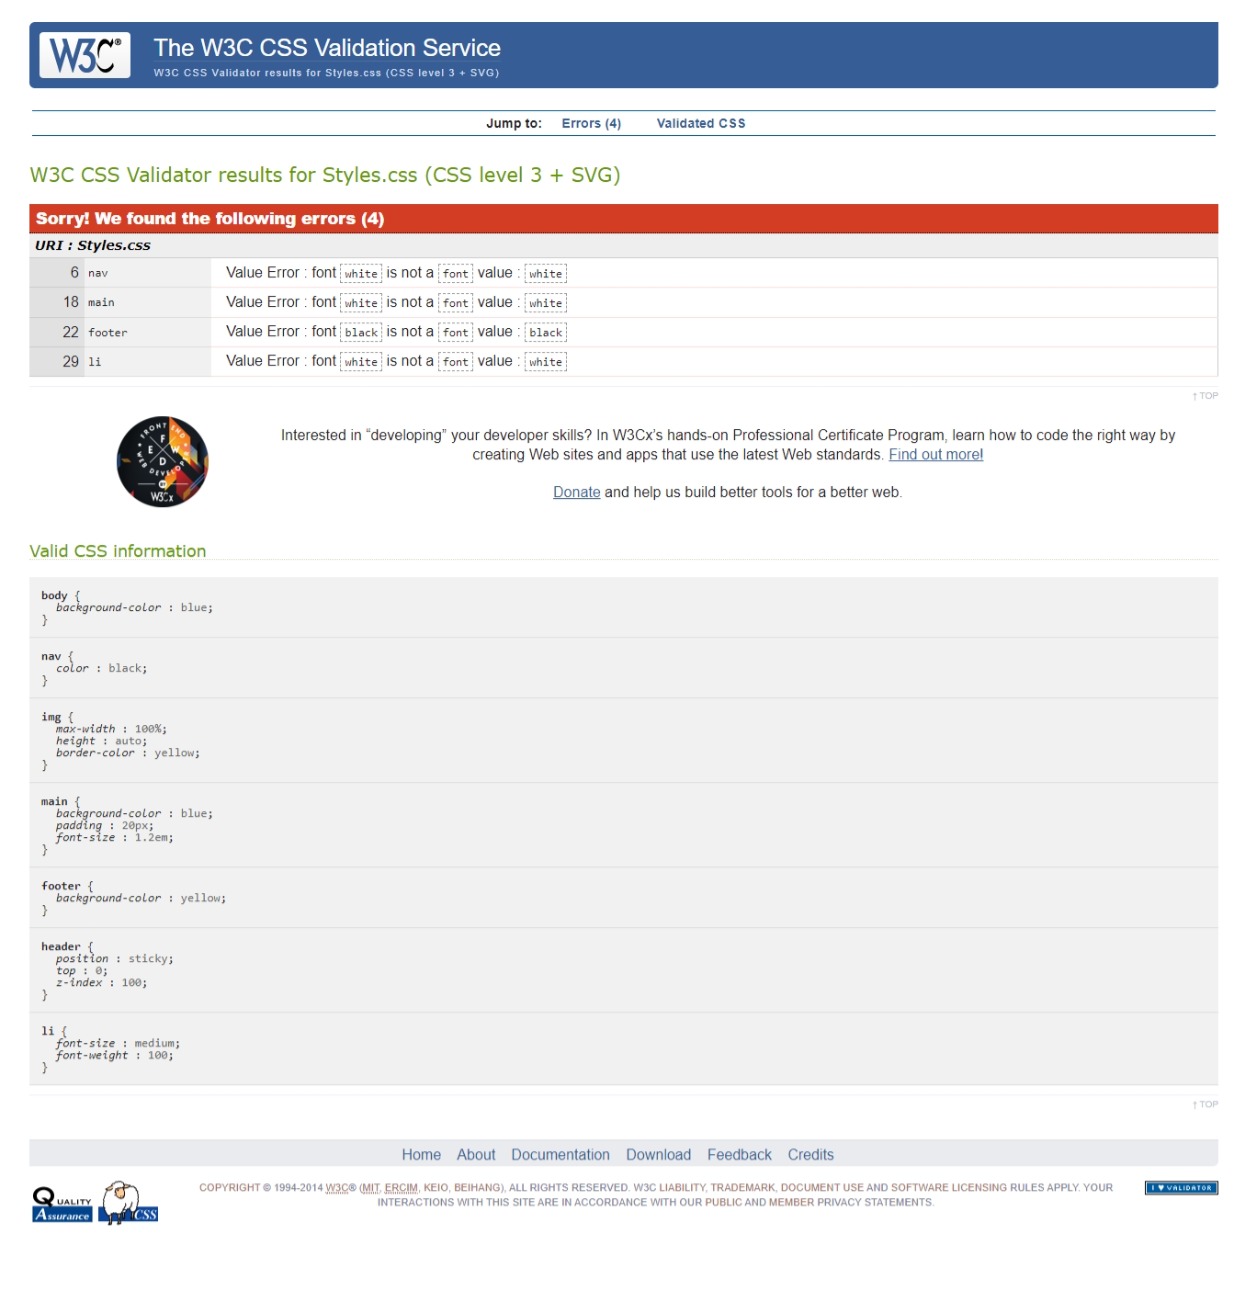 W3C®
The W3C CSS Validation Service
W3C CSS Validator results for Styles.css (CSS level 3 + SVG)
Jump to: Errors (4) Validated CSS
W3C CSS Validator results for Styles.css (CSS level 3 + SVG)
Sorry! We found the following errors (4)
URI : Styles.css
6 nav Value Error : font white is not a font value : white
18 main Value Error : font white is not a font value : white
22 footer Value Error : font black is not a font value : black
29 li Value Error : font white is not a font value : white
↑ TOP
FRONT END
F
E W
D
WEB DEVELOPER
W3Cx
Interested in “developing” your developer skills? In W3Cx’s hands-on Professional Certificate Program, learn how to code the right way by
creating Web sites and apps that use the latest Web standards. Find out more!
Donate and help us build better tools for a better web.
Valid CSS information
body {
background-color : blue;
}
nav {
color : black;
}
img {
max-width : 100%;
height : auto;
border-color : yellow;
}
main {
background-color : blue;
padding : 20px;
font-size : 1.2em;
}
footer {
background-color : yellow;
}
header {
position : sticky;
top : 0;
z-index : 100;
}
li {
font-size : medium;
font-weight : 100;
}
↑ TOP
Home About Documentation Download Feedback Credits
QUALITY
Assurance
CSS
COPYRIGHT © 1994-2014 W3C® (MIT, ERCIM, KEIO, BEIHANG), ALL RIGHTS RESERVED. W3C LIABILITY, TRADEMARK, DOCUMENT USE AND SOFTWARE LICENSING RULES APPLY. YOUR
INTERACTIONS WITH THIS SITE ARE IN ACCORDANCE WITH OUR PUBLIC AND MEMBER PRIVACY STATEMENTS.
I ♥ VALIDATOR